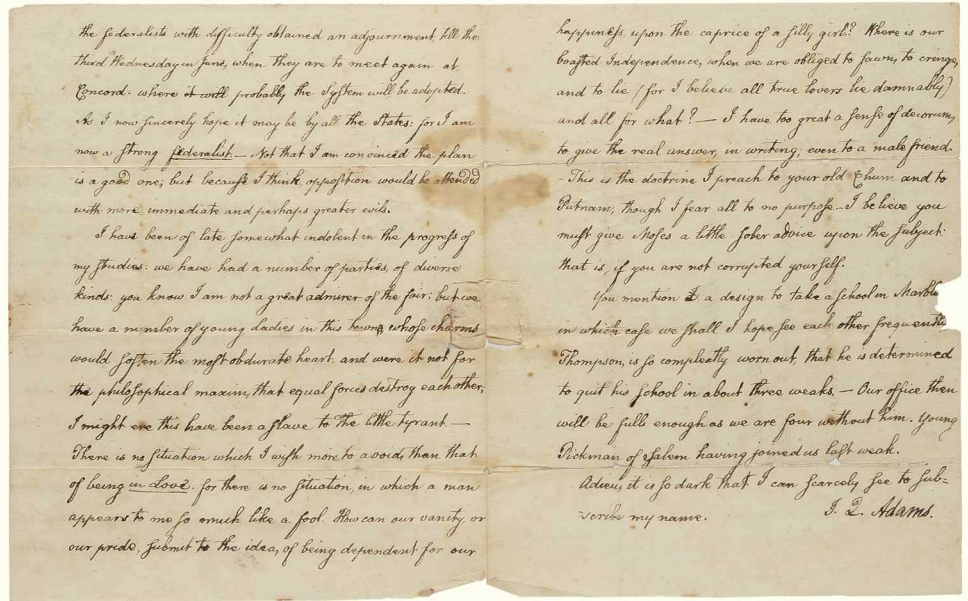 the federalists with difficulty obtained an adjournment, till the
third Wednesday in June, when they are to meet again at
Concord: where it will probably the System will be adopted.
As I now sincerely hope it may be by all the States: for I am
now a strong federalist. — Not that I am convinced the plan
is a good one; but because I think, opposition would be attended
with more immediate and perhaps greater evils.
I have been of late somewhat indolent in the progress of
my studies: we have had a number of parties, of diverse
kinds: you know I am not a great admirer of the fair: but we
have a number of young Ladies in this town, whose charms
would soften the most obdurate heart, and were it not for
the philosophical maxim, that equal forces destroy each other,
I might ere this have been a slave to the little tyrant —
There is no situation which I wish more to avoid, than that
of being in Love. for there is no situation, in which a man
appears to me so much like a fool. How can our vanity, or
our pride, submit to the idea, of being dependent for our
happiness, upon the caprice of a silly girl? Where is our
boasted Independence, when we are obliged to fawn, to cringe,
and to lie (for I believe all true lovers lie damnably)
and all for what? — I have too great a sense of decorum,
to give the real answer, in writing, even to a male friend.
- This is the doctrine I preach to your old Chum and to
Putnam, though I fear all to no purpose — I believe you
must give Moses a little sober advice upon the subject:
that is, if you are not corrupted yourself.
You mention a design to take a school in Marble
in which case we shall I hope see each other frequently
Thompson, is so compleatly worn out, that he is determined
to quit his school in about three weaks. — Our office then
will be full enough as we are four without him. Young
Pickman of Salem having joined us last weak.
Adieu, it is so dark that I can scarcely see to sub-
-scribe my name.
J. Q. Adams.